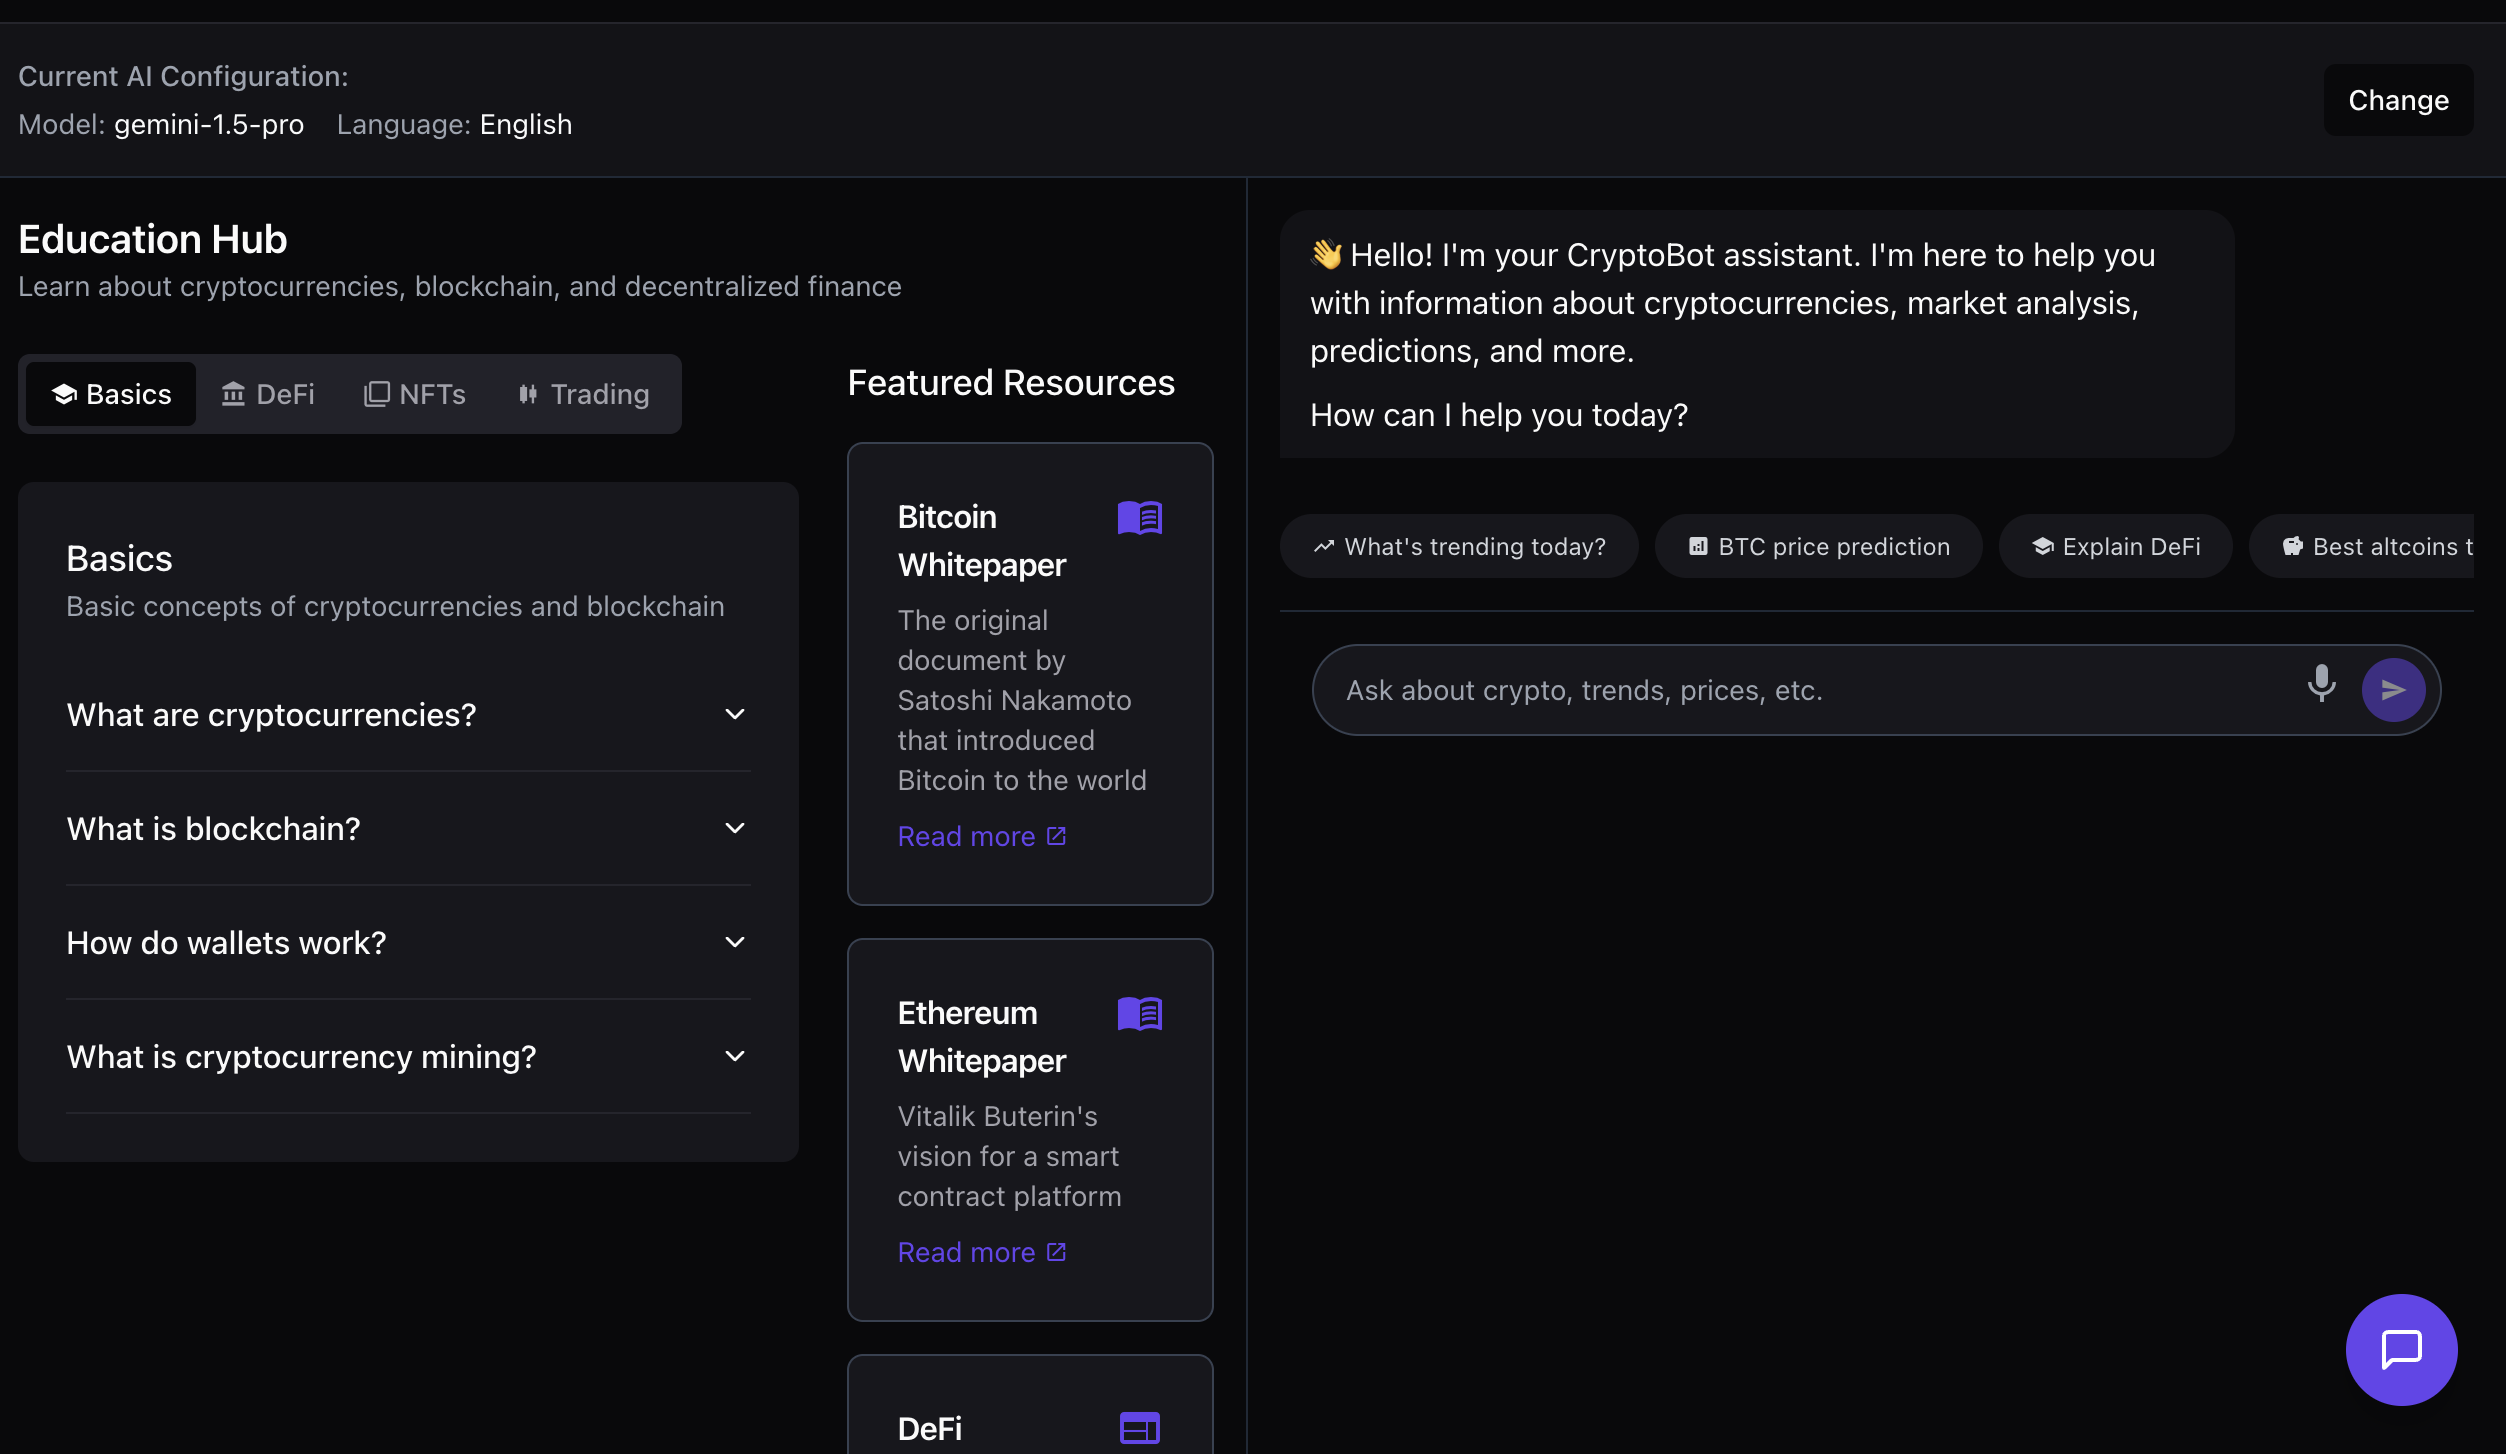 Current AI Configuration:
Model: gemini-1.5-pro Language: English
Change
Education Hub
Learn about cryptocurrencies, blockchain, and decentralized finance
Basics DeFi NFTs Trading
Basics
Basic concepts of cryptocurrencies and blockchain
What are cryptocurrencies?
What is blockchain?
How do wallets work?
What is cryptocurrency mining?
Featured Resources
Bitcoin
Whitepaper
The original
document by
Satoshi Nakamoto
that introduced
Bitcoin to the world
Read more
Ethereum
Whitepaper
Vitalik Buterin's
vision for a smart
contract platform
Read more
DeFi
👋 Hello! I'm your CryptoBot assistant. I'm here to help you
with information about cryptocurrencies, market analysis,
predictions, and more.
How can I help you today?
What's trending today? BTC price prediction Explain DeFi Best altcoins t
Ask about crypto, trends, prices, etc.